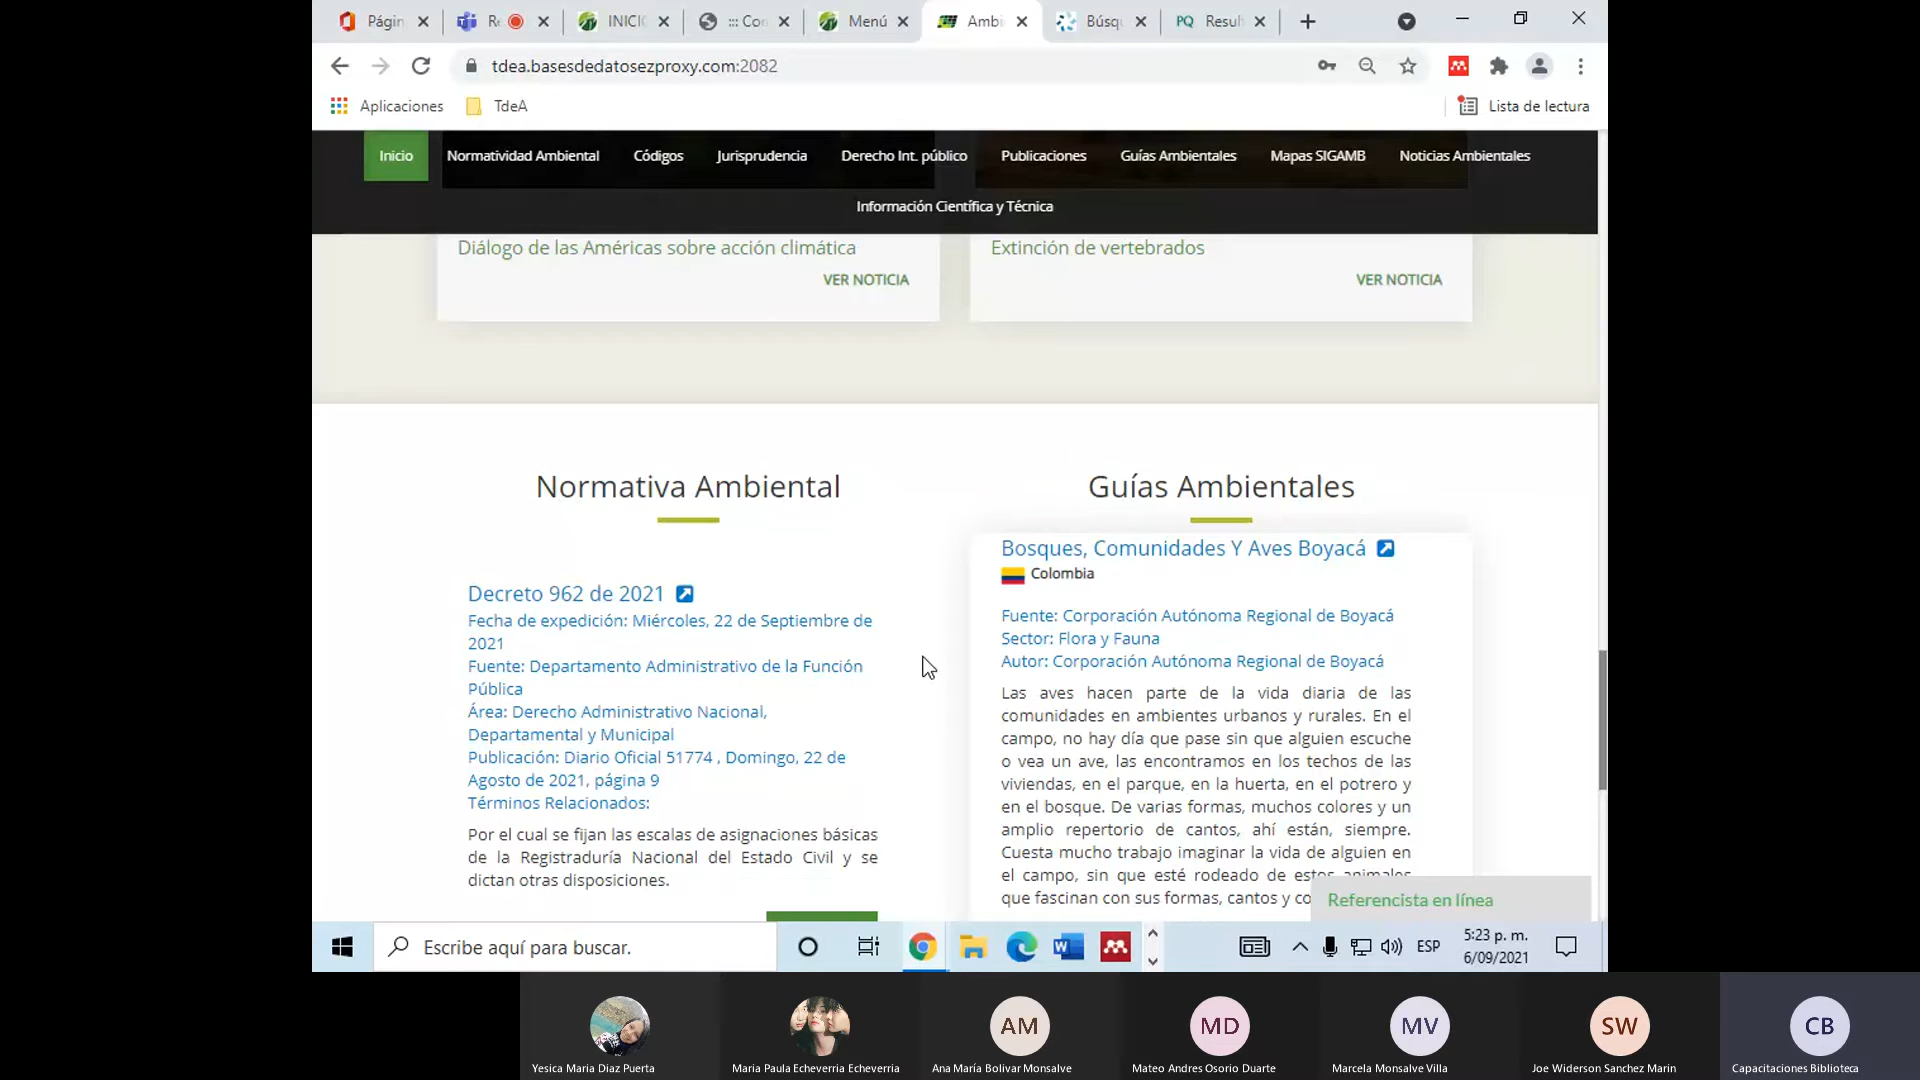 Págin
Re
INICI
::: Co
Menú
Ambi
Búsq
PQ Resul
tdea.basesdedatosezproxy.com:2082
Aplicaciones TdeA Lista de lectura
Inicio Normatividad Ambiental Códigos Jurisprudencia Derecho Int. público Publicaciones Guías Ambientales Mapas SIGAMB Noticias Ambientales
Información Científica y Técnica
Diálogo de las Américas sobre acción climática
VER NOTICIA
Extinción de vertebrados
VER NOTICIA
Normativa Ambiental
Decreto 962 de 2021
Fecha de expedición: Miércoles, 22 de Septiembre de
2021
Fuente: Departamento Administrativo de la Función
Pública
Área: Derecho Administrativo Nacional,
Departamental y Municipal
Publicación: Diario Oficial 51774 , Domingo, 22 de
Agosto de 2021, página 9
Términos Relacionados:
Por el cual se fijan las escalas de asignaciones básicas
de la Registraduría Nacional del Estado Civil y se
dictan otras disposiciones.
Guías Ambientales
Bosques, Comunidades Y Aves Boyacá
Colombia
Fuente: Corporación Autónoma Regional de Boyacá
Sector: Flora y Fauna
Autor: Corporación Autónoma Regional de Boyacá
Las aves hacen parte de la vida diaria de las
comunidades en ambientes urbanos y rurales. En el
campo, no hay día que pase sin que alguien escuche
o vea un ave, las encontramos en los techos de las
viviendas, en el parque, en la huerta, en el potrero y
en el bosque. De varias formas, muchos colores y un
amplio repertorio de cantos, ahí están, siempre.
Cuesta mucho trabajo imaginar la vida de alguien en
el campo, sin que esté rodeado de estos animales
que fascinan con sus formas, cantos y co
Referencista en línea
Escribe aquí para buscar.
ESP
5:23 p. m.
6/09/2021
AM
MD
MV
SW
CB
Yesica Maria Diaz Puerta
Maria Paula Echeverria Echeverria
Ana María Bolivar Monsalve
Mateo Andres Osorio Duarte
Marcela Monsalve Villa
Joe Widerson Sanchez Marin
Capacitaciones Biblioteca